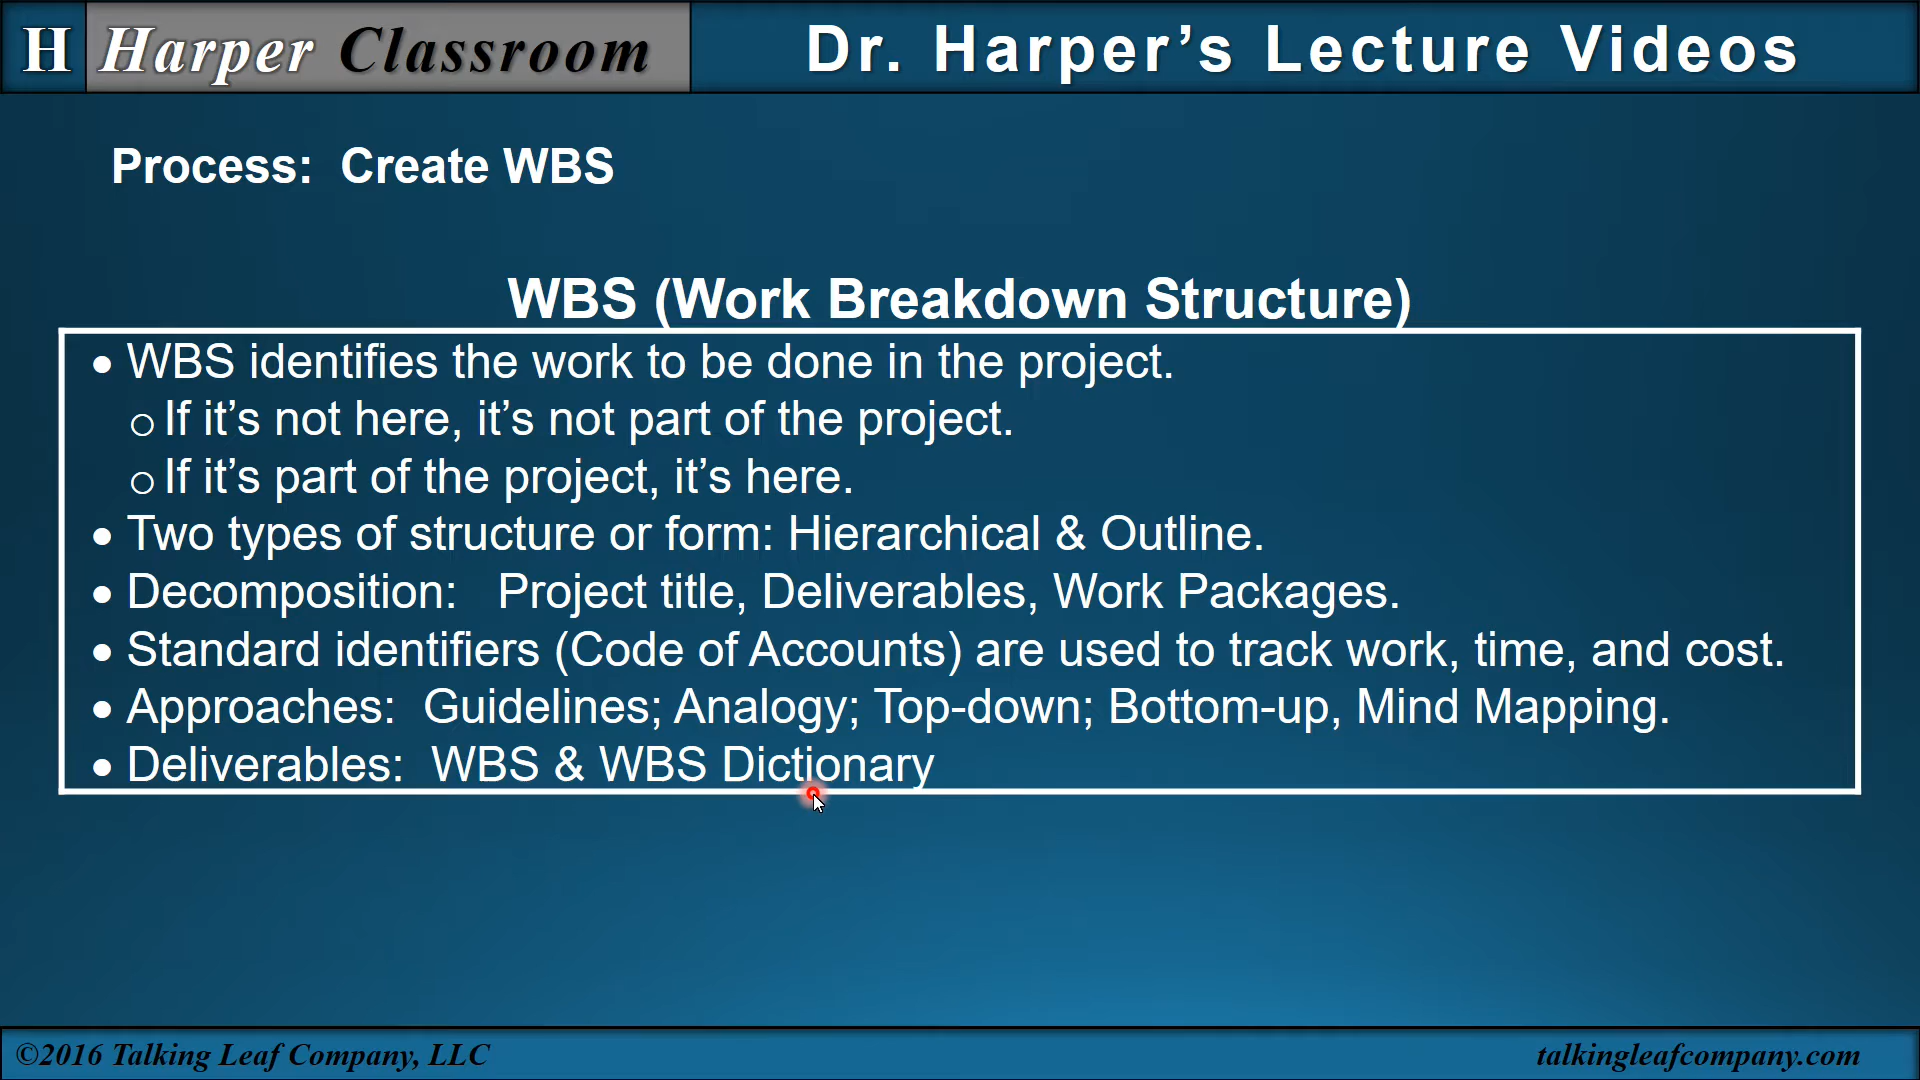 H Harper Classroom Dr. Harper’s Lecture Videos
Process: Create WBS
WBS (Work Breakdown Structure)
● WBS identifies the work to be done in the project.
o If it’s not here, it’s not part of the project.
o If it’s part of the project, it’s here.
● Two types of structure or form: Hierarchical & Outline.
● Decomposition: Project title, Deliverables, Work Packages.
● Standard identifiers (Code of Accounts) are used to track work, time, and cost.
● Approaches: Guidelines; Analogy; Top-down; Bottom-up, Mind Mapping.
● Deliverables: WBS & WBS Dictionary
©2016 Talking Leaf Company, LLC talkingleafcompany.com